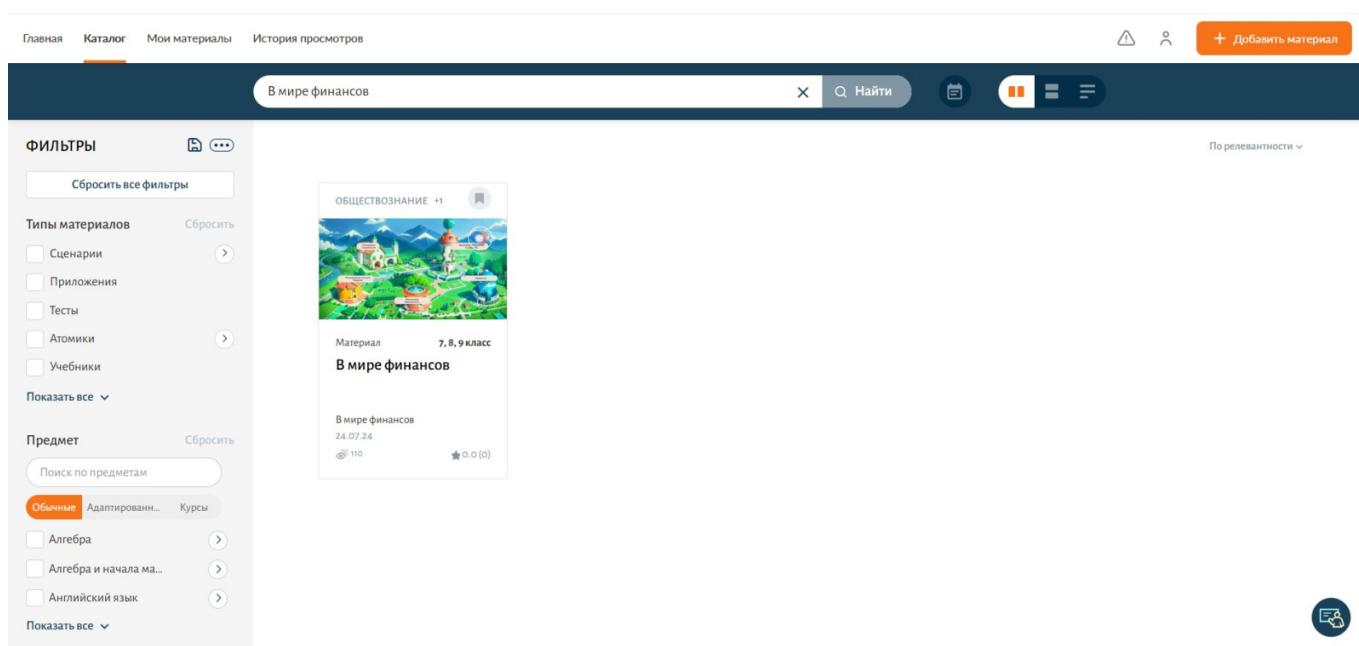 Главная Каталог Мои материалы История просмотров
+ Добавить материал
В мире финансов
Найти
ФИЛЬТРЫ
Сбросить все фильтры
Типы материалов Сбросить
Сценарии
Приложения
Тесты
Атомики
Учебники
Показать все
Предмет Сбросить
Поиск по предметам
Обычные Адаптированн... Курсы
Алгебра
Алгебра и начала ма...
Английский язык
Показать все
По релевантности
ОБЩЕСТВОЗНАНИЕ +1
Материал 7, 8, 9 класс
В мире финансов
В мире финансов
24.07.24
110 0.0 (0)